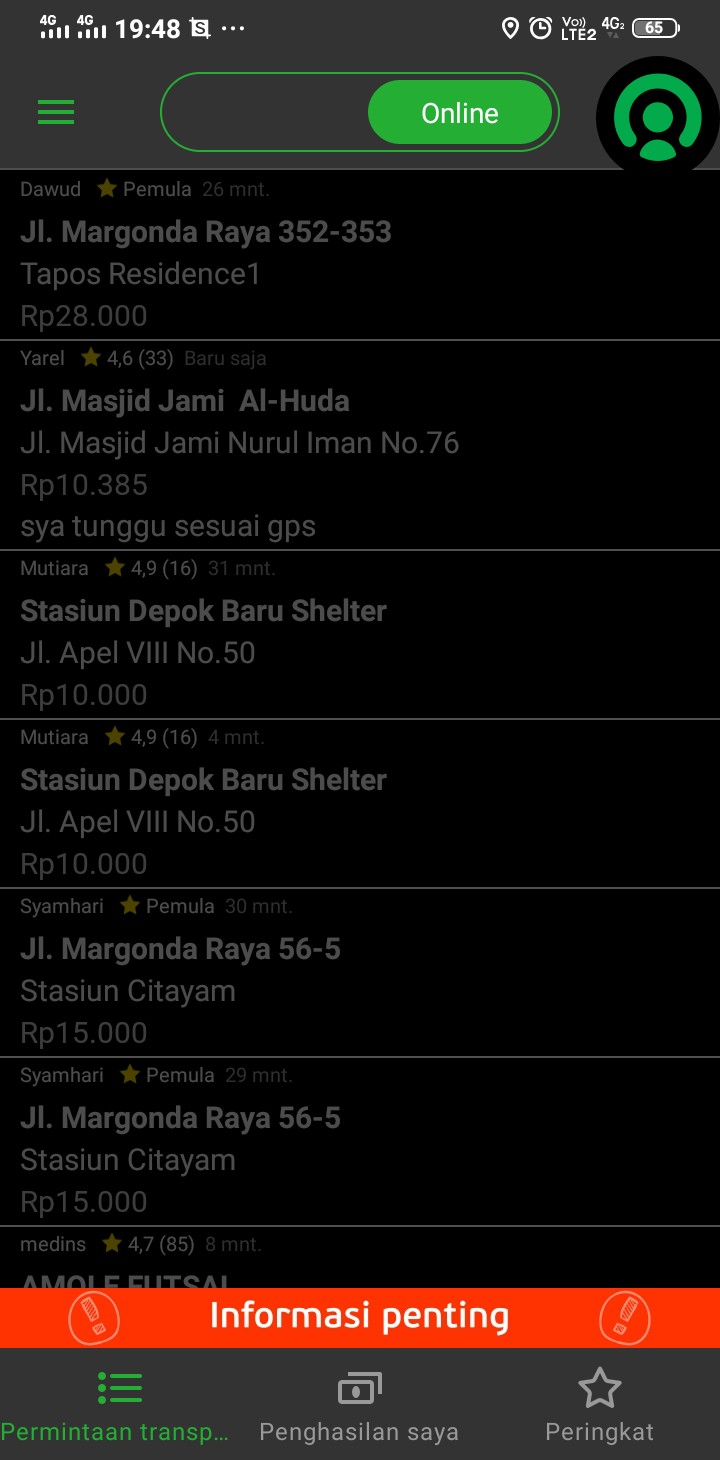 4G 4G 19:48 ... Vo)) LTE2 4G2 65
Online
Dawud Pemula 26 mnt.
Jl. Margonda Raya 352-353
Tapos Residence1
Rp28.000
Yarel 4,6 (33) Baru saja
Jl. Masjid Jami  Al-Huda
Jl. Masjid Jami Nurul Iman No.76
Rp10.385
sya tunggu sesuai gps
Mutiara 4,9 (16) 31 mnt.
Stasiun Depok Baru Shelter
Jl. Apel VIII No.50
Rp10.000
Mutiara 4,9 (16) 4 mnt.
Stasiun Depok Baru Shelter
Jl. Apel VIII No.50
Rp10.000
Syamhari Pemula 30 mnt.
Jl. Margonda Raya 56-5
Stasiun Citayam
Rp15.000
Syamhari Pemula 29 mnt.
Jl. Margonda Raya 56-5
Stasiun Citayam
Rp15.000
medins 4,7 (85) 8 mnt.
AMOLE FUTSAL
Informasi penting
Permintaan transp... Penghasilan saya Peringkat